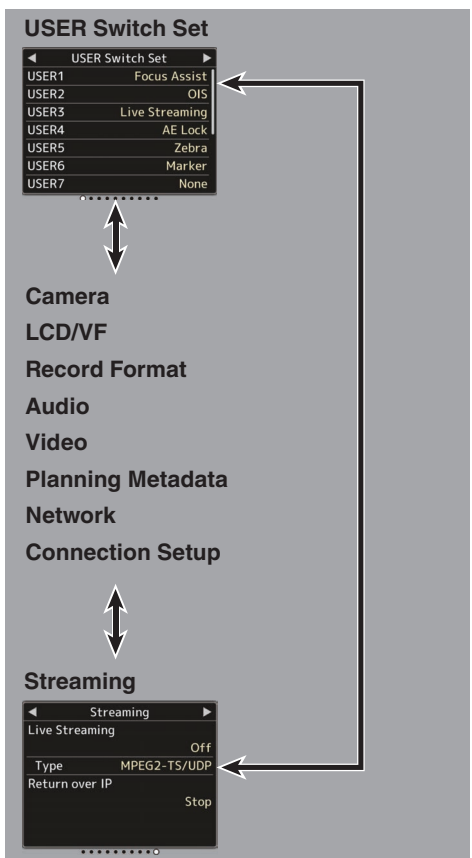 USER Switch Set
◀ USER Switch Set ▶
USER1 Focus Assist
USER2 OIS
USER3 Live Streaming
USER4 AE Lock
USER5 Zebra
USER6 Marker
USER7 None
Camera
LCD/VF
Record Format
Audio
Video
Planning Metadata
Network
Connection Setup
Streaming
◀ Streaming ▶
Live Streaming
Off
Type MPEG2-TS/UDP
Return over IP
Stop